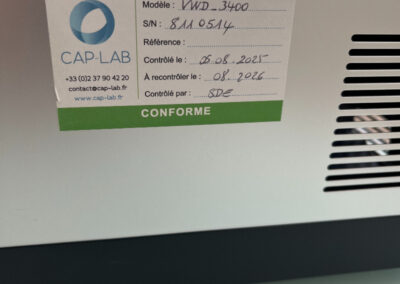 Modèle : VWD_3400
S/N : 8110514
Référence :
CAP-LAB
Contrôlé le : 05.08.2025
+33 (0)2 37 90 42 20
À recontrôler le : 08.2026
contact@cap-lab.fr
www.cap-lab.fr
Contrôlé par : SDE
CONFORME